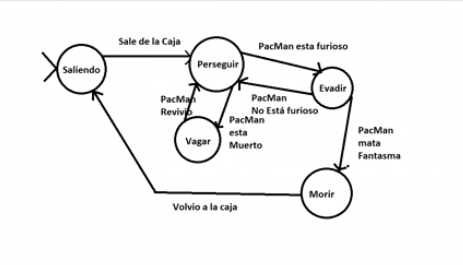 Sale de la Caja
PacMan esta furioso
Saliendo
Perseguir
Evadir
PacMan
Revivio
PacMan
No Está furioso
PacMan
esta
Muerto
Vagar
PacMan
mata
Fantasma
Morir
Volvio a la caja